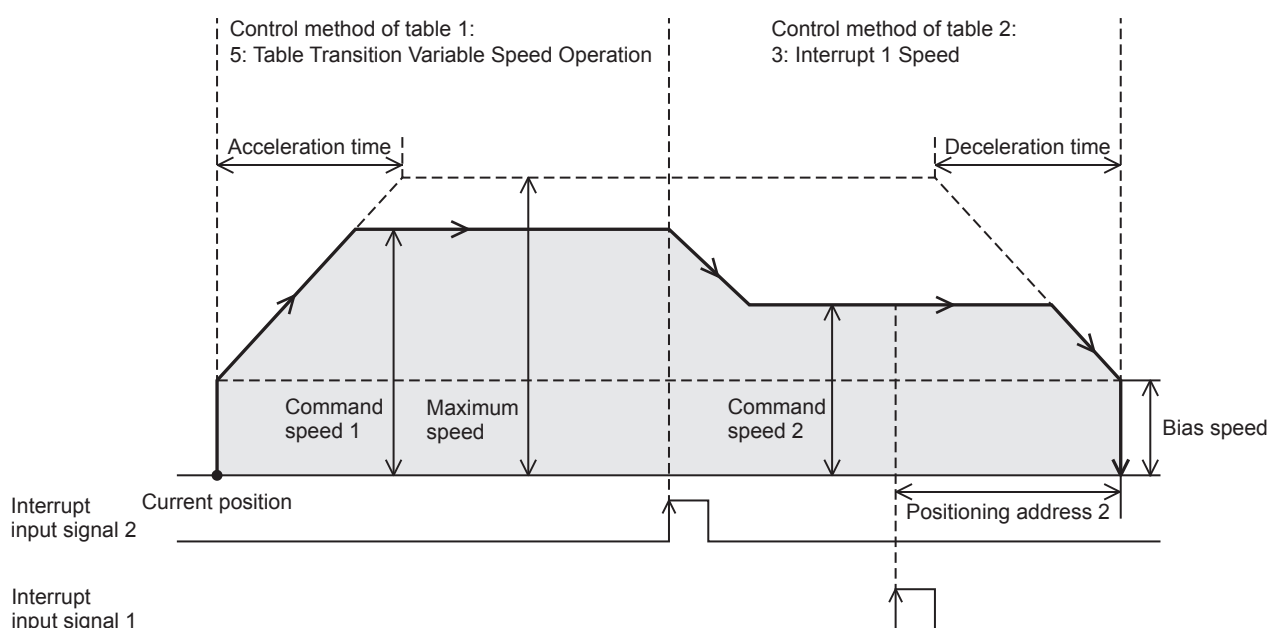 Control method of table 1:
5: Table Transition Variable Speed Operation
Control method of table 2:
3: Interrupt 1 Speed
Acceleration time
Deceleration time
Command
speed 1
Maximum
speed
Command
speed 2
Bias speed
Current position
Positioning address 2
Interrupt
input signal 2
Interrupt
input signal 1